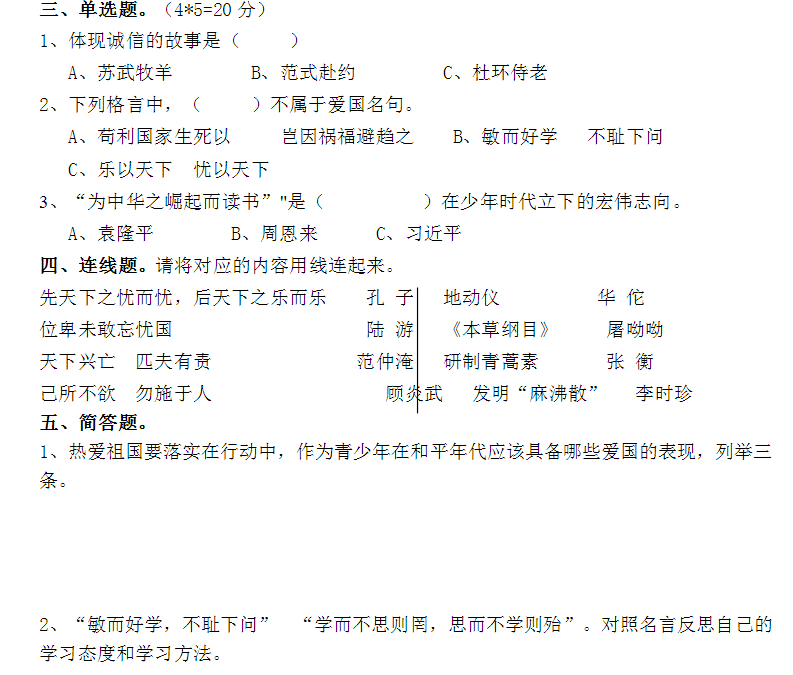 三、单选题。（4*5=20 分）
1、体现诚信的故事是（　　）
A、苏武牧羊　　B、范式赴约　　C、杜环侍老
2、下列格言中，（　　）不属于爱国名句。
A、苟利国家生死以　岂因祸福避趋之　B、敏而好学　不耻下问
C、乐以天下　忧以天下
3、“为中华之崛起而读书”"是（　　　）在少年时代立下的宏伟志向。
A、袁隆平　　B、周恩来　　C、习近平
四、连线题。请将对应的内容用线连起来。
先天下之忧而忧，后天下之乐而乐　孔 子　地动仪　华 佗
位卑未敢忘忧国　陆 游　《本草纲目》　屠呦呦
天下兴亡　匹夫有责　范仲淹　研制青蒿素　张 衡
己所不欲　勿施于人　顾炎武　发明“麻沸散”　李时珍
五、简答题。
1、热爱祖国要落实在行动中，作为青少年在和平年代应该具备哪些爱国的表现，列举三
条。
2、“敏而好学，不耻下问”　“学而不思则罔，思而不学则殆”。对照名言反思自己的
学习态度和学习方法。